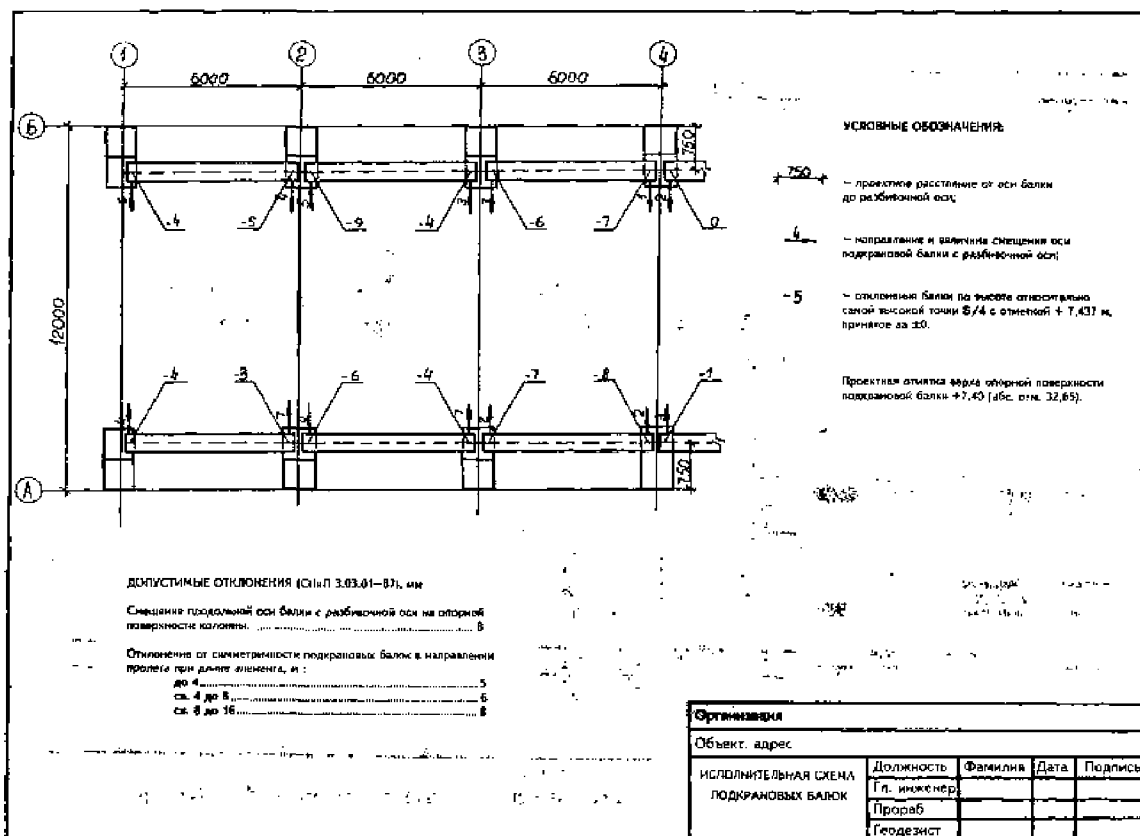 1 2 3 4
6000 6000 6000
Б
750
-4 -5 -9 -4 -6 -7 0
12000
-4 -3 -6 -4 -7 -8 -1
750
А
УСЛОВНЫЕ ОБОЗНАЧЕНИЯ:
750 – проектное расстояние от оси балки
до разбивочной оси;
4 – направление и величина смещения оси
подкрановой балки с разбивочной оси;
-5 – отклонения балки по высоте относительно
самой высокой точки Б/4 с отметкой + 7,437 м,
принятое за ±0.
Проектная отметка верха опорной поверхности
подкрановой балки +7,40 (абс. отм. 32,65).
ДОПУСТИМЫЕ ОТКЛОНЕНИЯ (СНиП 3.03.01–87), мм
Смещение продольной оси балки с разбивочной оси на опорной
поверхности колонны. .......... 8
Отклонение от симметричности подкрановых балок в направлении
пролета при длине элемента, м :
до 4 .......... 5
св. 4 до 8 .......... 6
св. 8 до 16 .......... 8
Организация
Объект. адрес
ИСПОЛНИТЕЛЬНАЯ СХЕМА
ПОДКРАНОВЫХ БАЛОК
Должность Фамилия Дата Подпись
Гл. инженер
Прораб
Геодезист